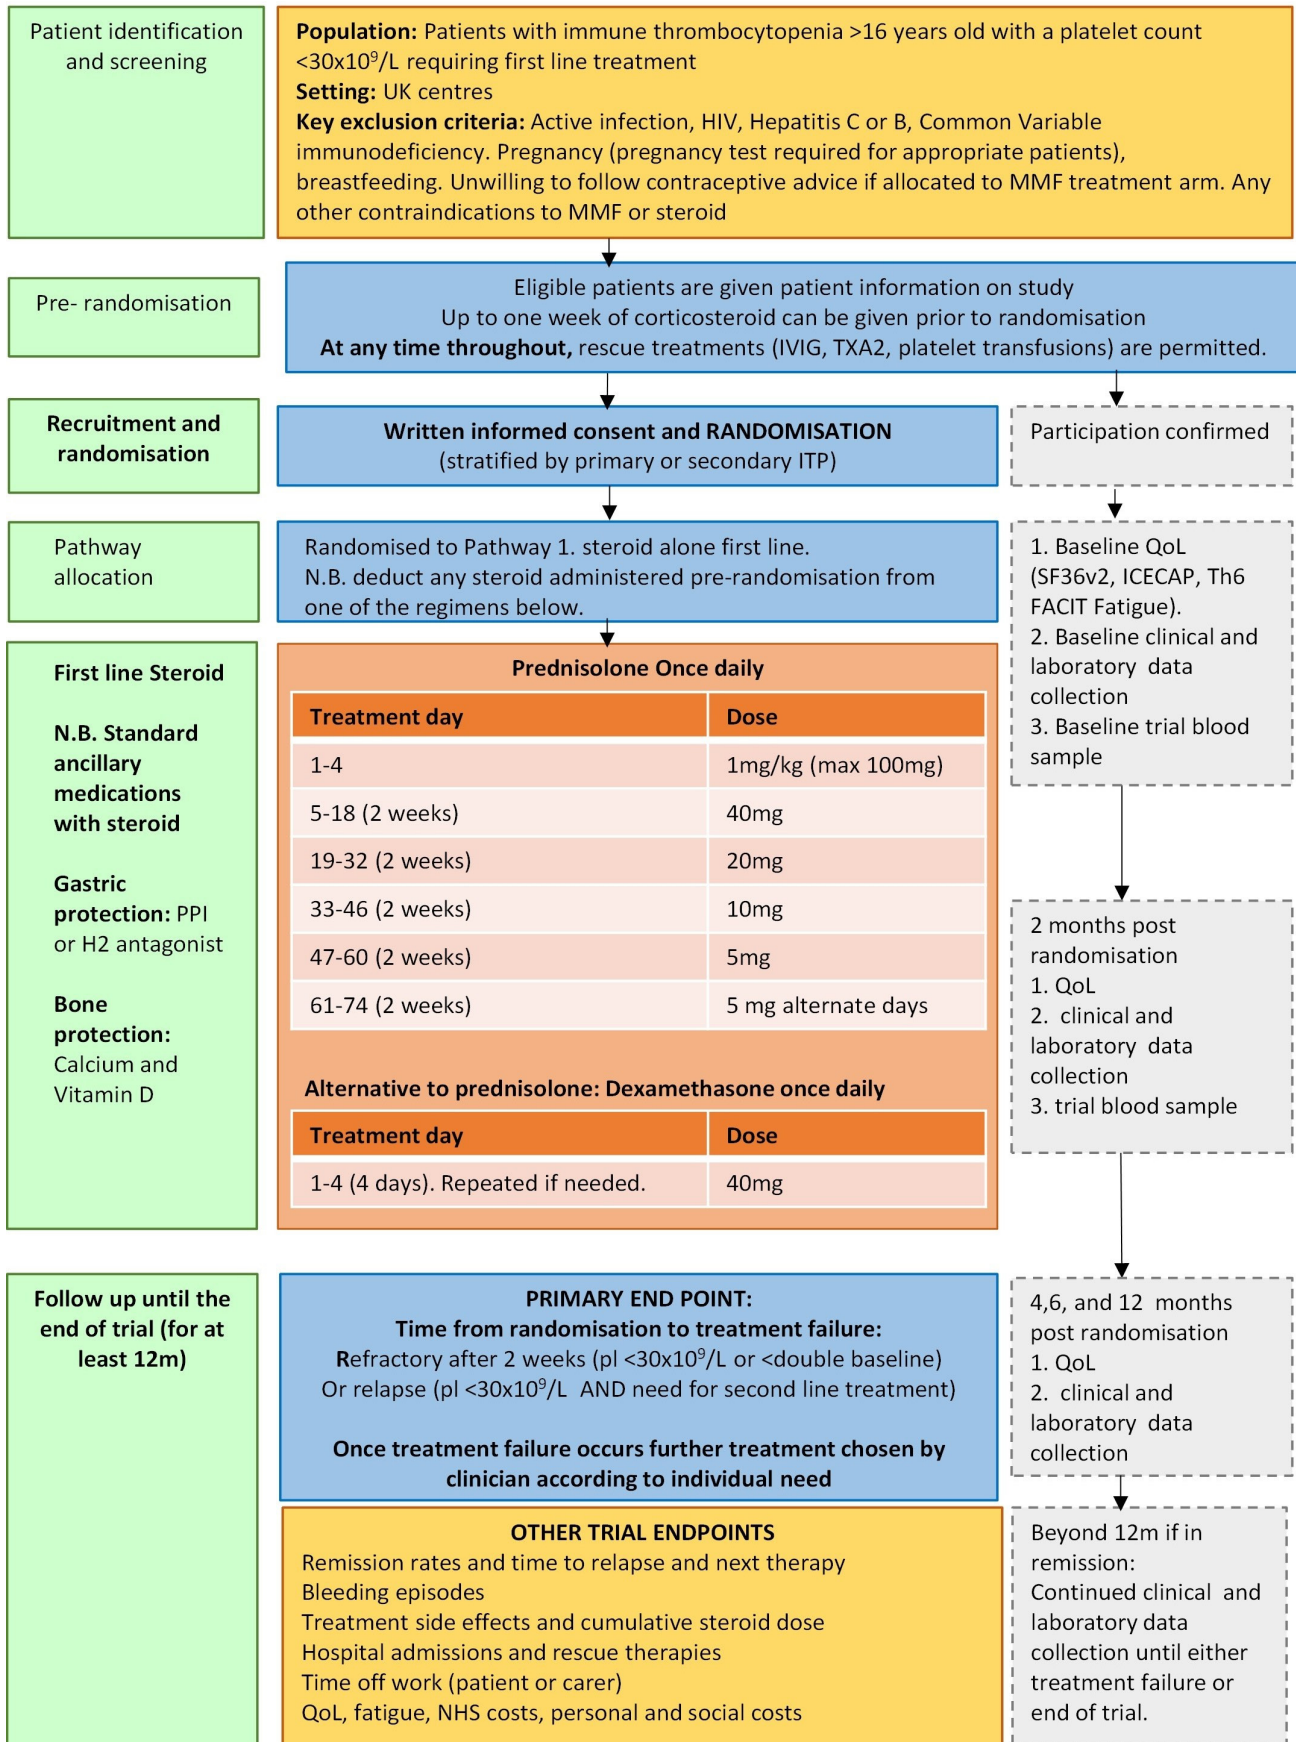 Patient identification
and screening
Population: Patients with immune thrombocytopenia >16 years old with a platelet count
<30x10⁹/L requiring first line treatment
Setting: UK centres
Key exclusion criteria: Active infection, HIV, Hepatitis C or B, Common Variable
immunodeficiency. Pregnancy (pregnancy test required for appropriate patients),
breastfeeding. Unwilling to follow contraceptive advice if allocated to MMF treatment arm. Any
other contraindications to MMF or steroid
Pre- randomisation
Eligible patients are given patient information on study
Up to one week of corticosteroid can be given prior to randomisation
At any time throughout, rescue treatments (IVIG, TXA2, platelet transfusions) are permitted.
Recruitment and
randomisation
Written informed consent and RANDOMISATION
(stratified by primary or secondary ITP)
Participation confirmed
Pathway
allocation
Randomised to Pathway 1. steroid alone first line.
N.B. deduct any steroid administered pre-randomisation from
one of the regimens below.
1. Baseline QoL
(SF36v2, ICECAP, Th6
FACIT Fatigue).
2. Baseline clinical and
laboratory data
collection
3. Baseline trial blood
sample
First line Steroid
N.B. Standard
ancillary
medications
with steroid
Gastric
protection: PPI
or H2 antagonist
Bone
protection:
Calcium and
Vitamin D
Prednisolone Once daily
Treatment day Dose
1-4 1mg/kg (max 100mg)
5-18 (2 weeks) 40mg
19-32 (2 weeks) 20mg
33-46 (2 weeks) 10mg
47-60 (2 weeks) 5mg
61-74 (2 weeks) 5 mg alternate days
Alternative to prednisolone: Dexamethasone once daily
Treatment day Dose
1-4 (4 days). Repeated if needed. 40mg
2 months post
randomisation
1. QoL
2. clinical and
laboratory data
collection
3. trial blood sample
Follow up until the
end of trial (for at
least 12m)
PRIMARY END POINT:
Time from randomisation to treatment failure:
Refractory after 2 weeks (pl <30x10⁹/L or <double baseline)
Or relapse (pl <30x10⁹/L AND need for second line treatment)
Once treatment failure occurs further treatment chosen by
clinician according to individual need
4,6, and 12 months
post randomisation
1. QoL
2. clinical and
laboratory data
collection
OTHER TRIAL ENDPOINTS
Remission rates and time to relapse and next therapy
Bleeding episodes
Treatment side effects and cumulative steroid dose
Hospital admissions and rescue therapies
Time off work (patient or carer)
QoL, fatigue, NHS costs, personal and social costs
Beyond 12m if in
remission:
Continued clinical and
laboratory data
collection until either
treatment failure or
end of trial.